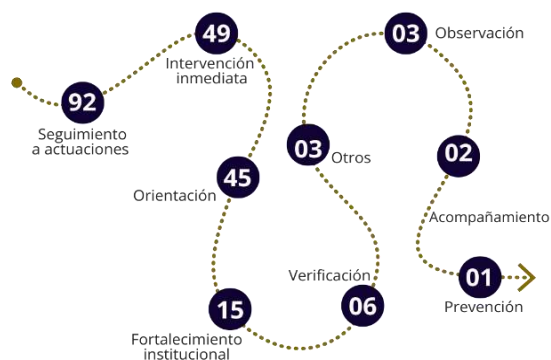 92
Seguimiento
a actuaciones
49
Intervención
inmediata
45
Orientación
15
Fortalecimiento
institucional
06
Verificación
03
Otros
03
Observación
02
Acompañamiento
01
Prevención